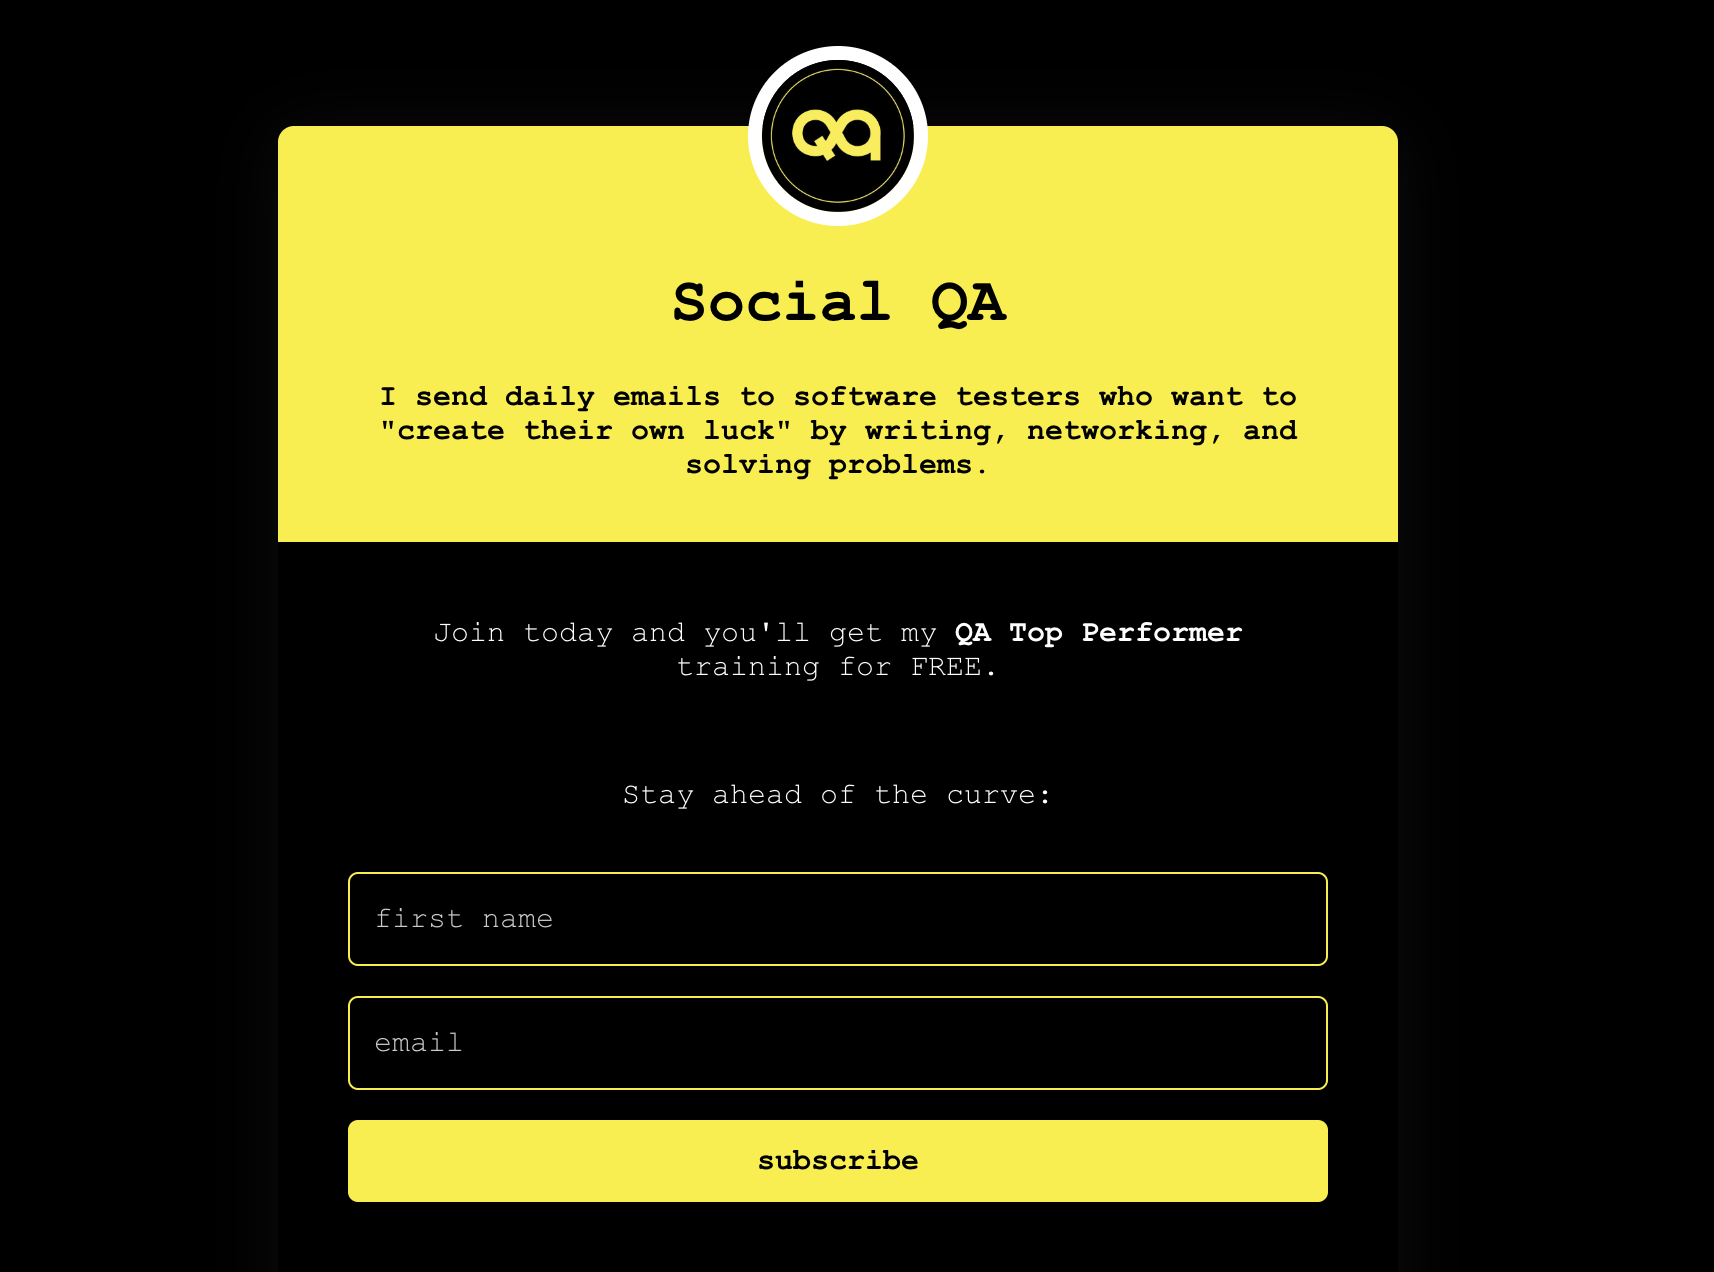 qa
Social QA
I send daily emails to software testers who want to
"create their own luck" by writing, networking, and
solving problems.
Join today and you'll get my QA Top Performer
training for FREE.
Stay ahead of the curve:
first name
email
subscribe